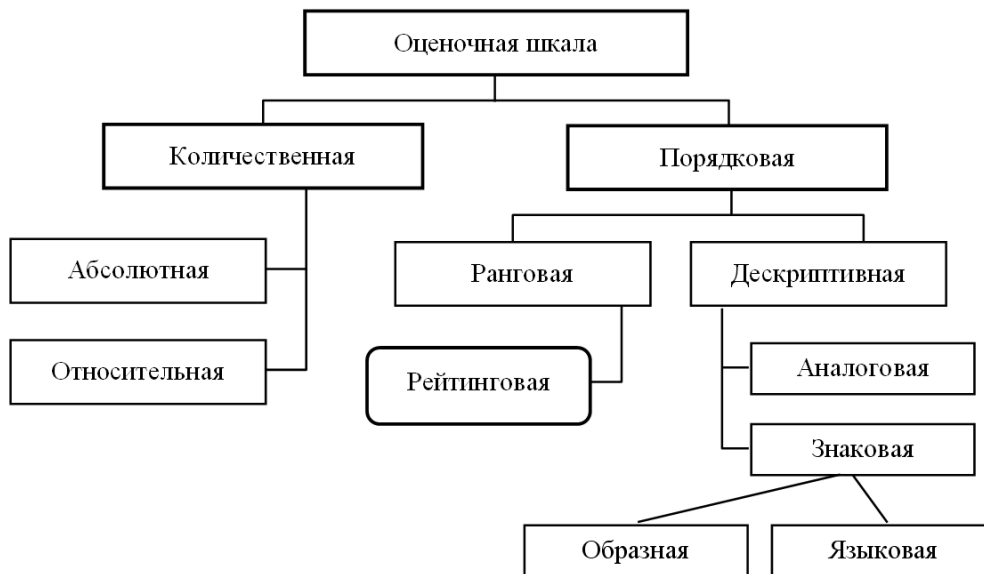 Оценочная шкала
Количественная
Порядковая
Абсолютная
Ранговая
Дескриптивная
Относительная
Рейтинговая
Аналоговая
Знаковая
Образная
Языковая